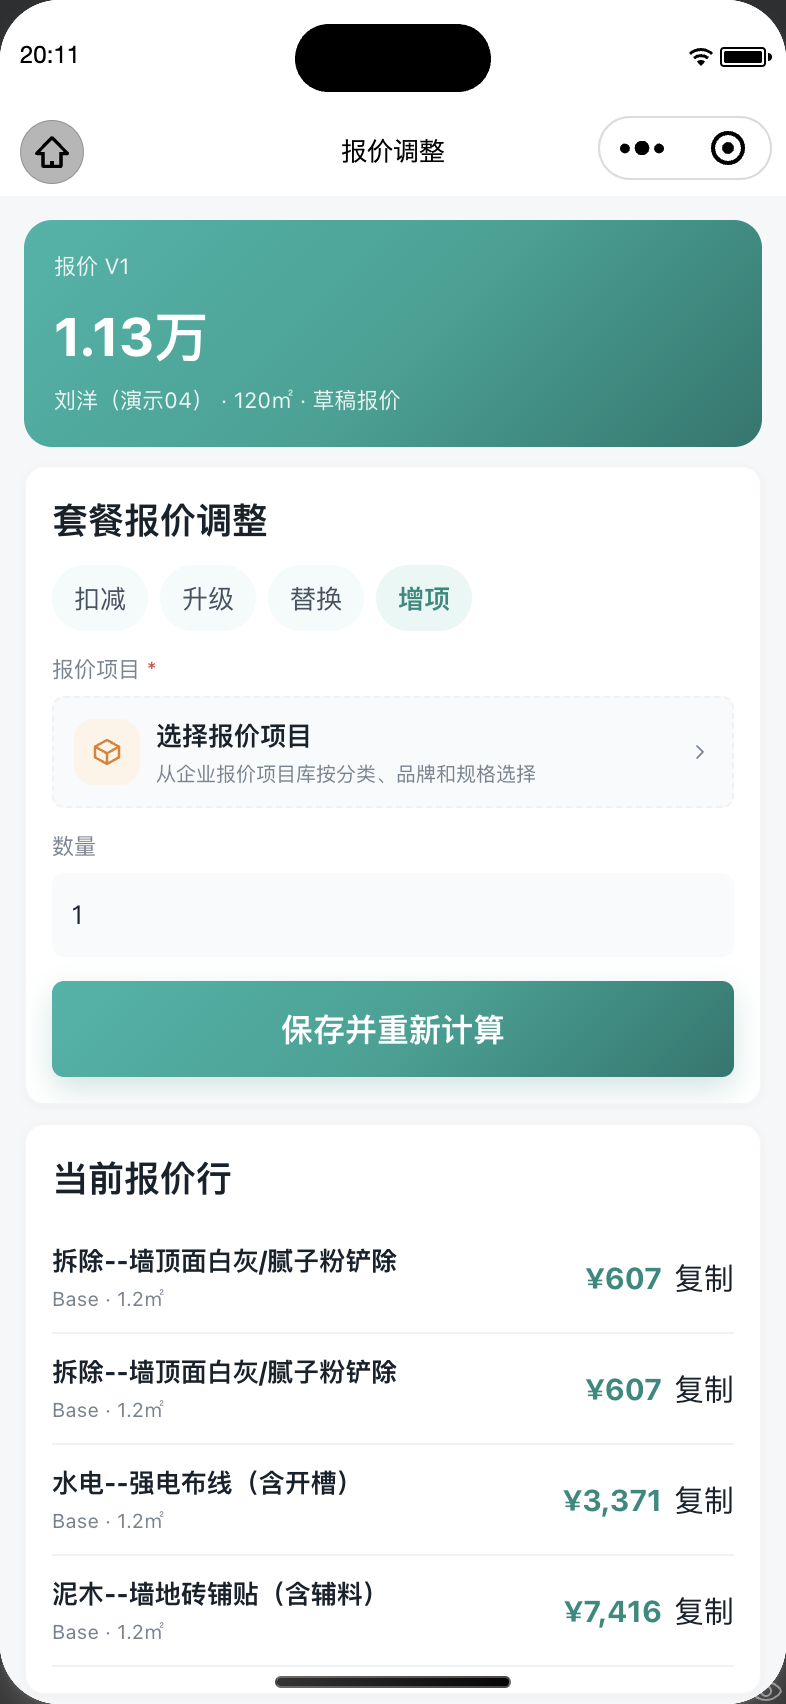 20:11
报价调整
报价 V1
1.13万
刘洋（演示04） · 120㎡ · 草稿报价
套餐报价调整
扣减 升级 替换 增项
报价项目 *
选择报价项目
从企业报价项目库按分类、品牌和规格选择
数量
1
保存并重新计算
当前报价行
拆除--墙顶面白灰/腻子粉铲除
¥607 复制
Base · 1.2㎡
拆除--墙顶面白灰/腻子粉铲除
¥607 复制
Base · 1.2㎡
水电--强电布线（含开槽）
¥3,371 复制
Base · 1.2㎡
泥木--墙地砖铺贴（含辅料）
¥7,416 复制
Base · 1.2㎡